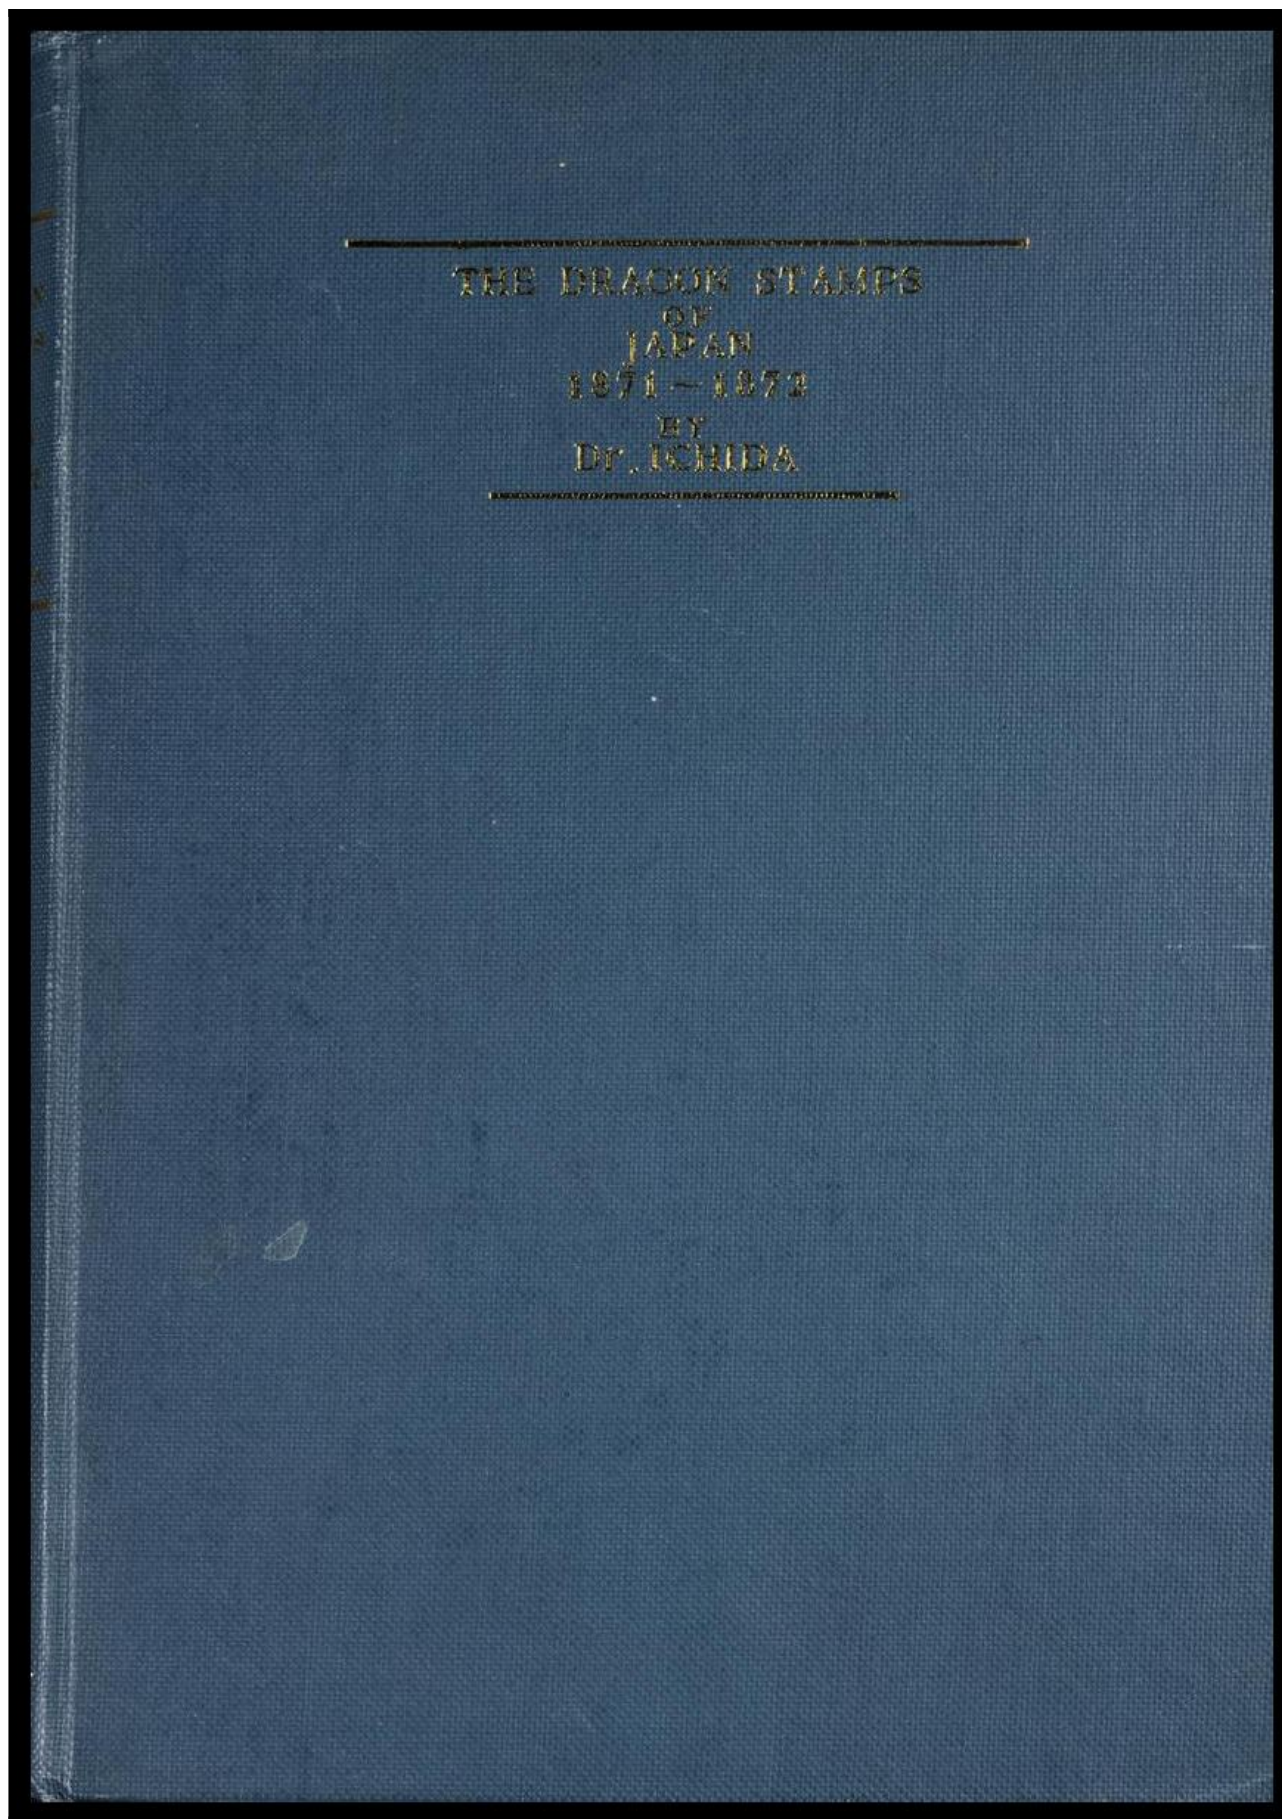 THE DRAGON STAMPS
OF
JAPAN
1871-1872
BY
Dr. ICHIDA